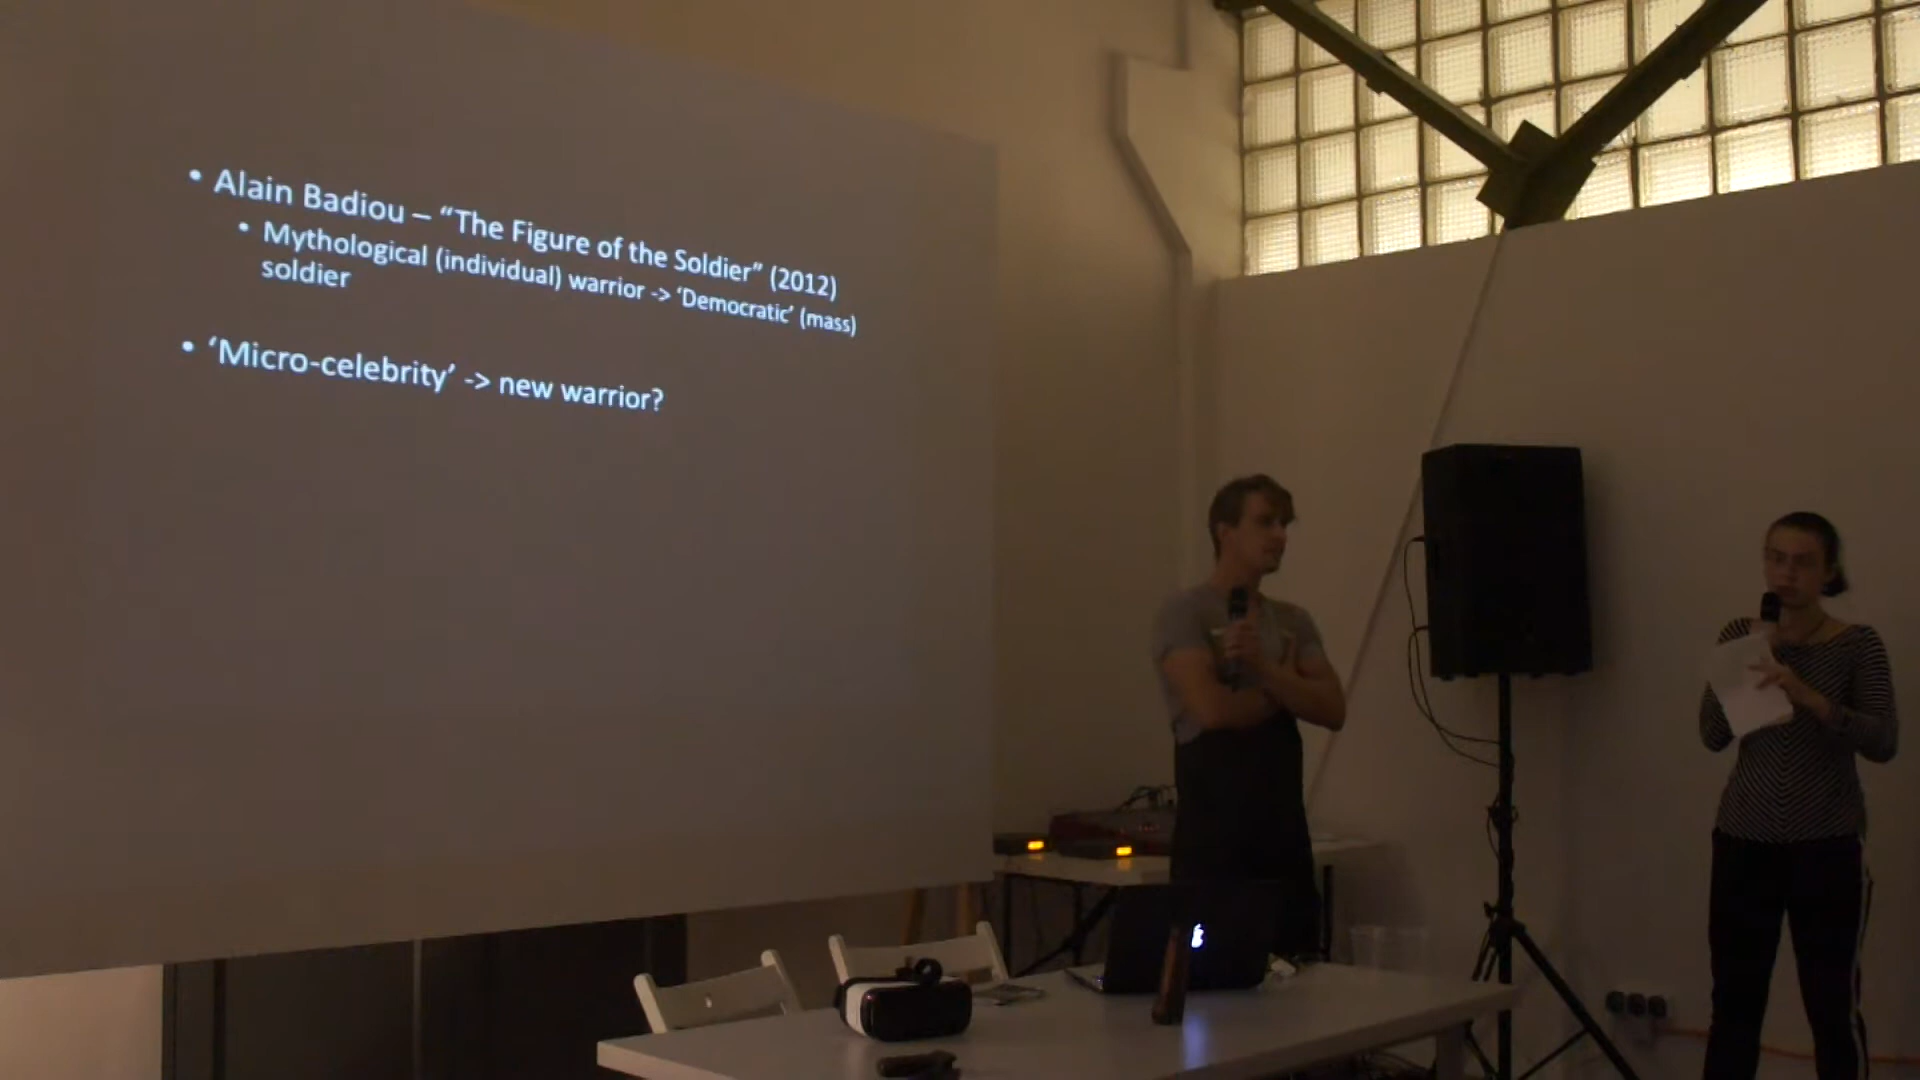 • Alain Badiou – “The Figure of the Soldier” (2012)
• Mythological (individual) warrior -> ‘Democratic’ (mass)
soldier
• ‘Micro-celebrity’ -> new warrior?